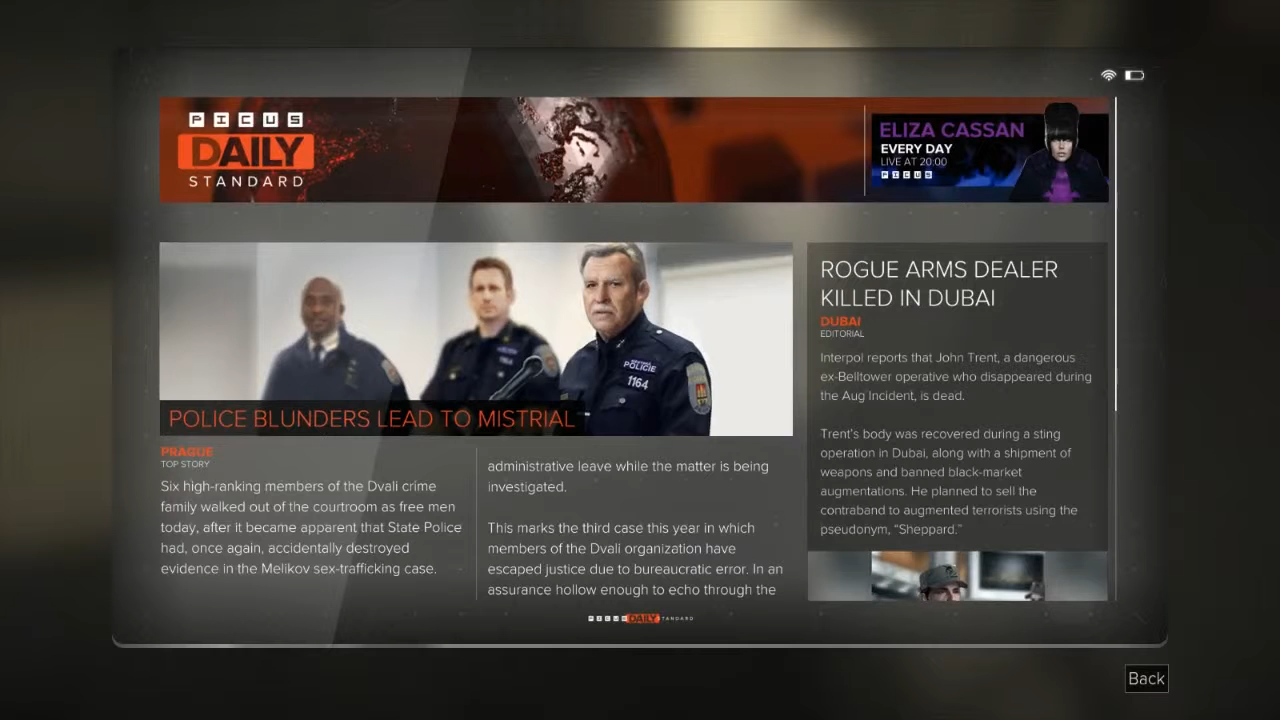 PICUS
DAILY
STANDARD
ELIZA CASSAN
EVERY DAY
LIVE AT 20:00
PICUS
POLICIE
1164
POLICE BLUNDERS LEAD TO MISTRIAL
PRAGUE
TOP STORY
Six high-ranking members of the Dvali crime
family walked out of the courtroom as free men
today, after it became apparent that State Police
had, once again, accidentally destroyed
evidence in the Melikov sex-trafficking case.
administrative leave while the matter is being
investigated.
This marks the third case this year in which
members of the Dvali organization have
escaped justice due to bureaucratic error. In an
assurance hollow enough to echo through the
ROGUE ARMS DEALER
KILLED IN DUBAI
DUBAI
EDITORIAL
Interpol reports that John Trent, a dangerous
ex-Belltower operative who disappeared during
the Aug Incident, is dead.
Trent's body was recovered during a sting
operation in Dubai, along with a shipment of
weapons and banned black-market
augmentations. He planned to sell the
contraband to augmented terrorists using the
pseudonym, “Sheppard.”
PICUS DAILY STANDARD
Back